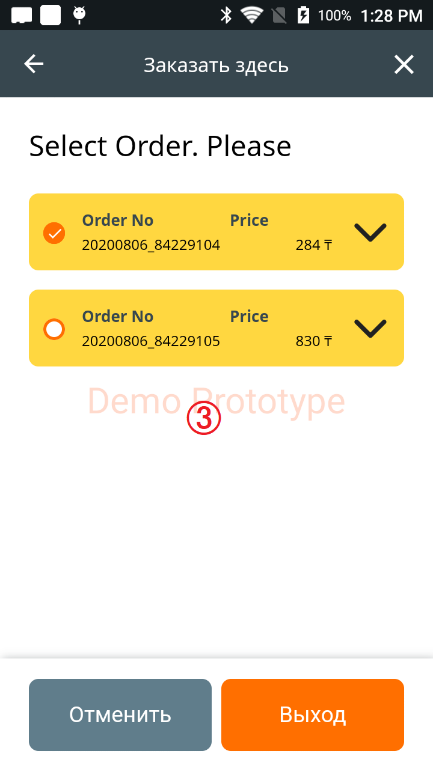 100% 1:28 PM
Заказать здесь
Select Order. Please
Order No Price
20200806_84229104 284 ₸
Order No Price
20200806_84229105 830 ₸
Demo Prototype
③
Отменить Выход